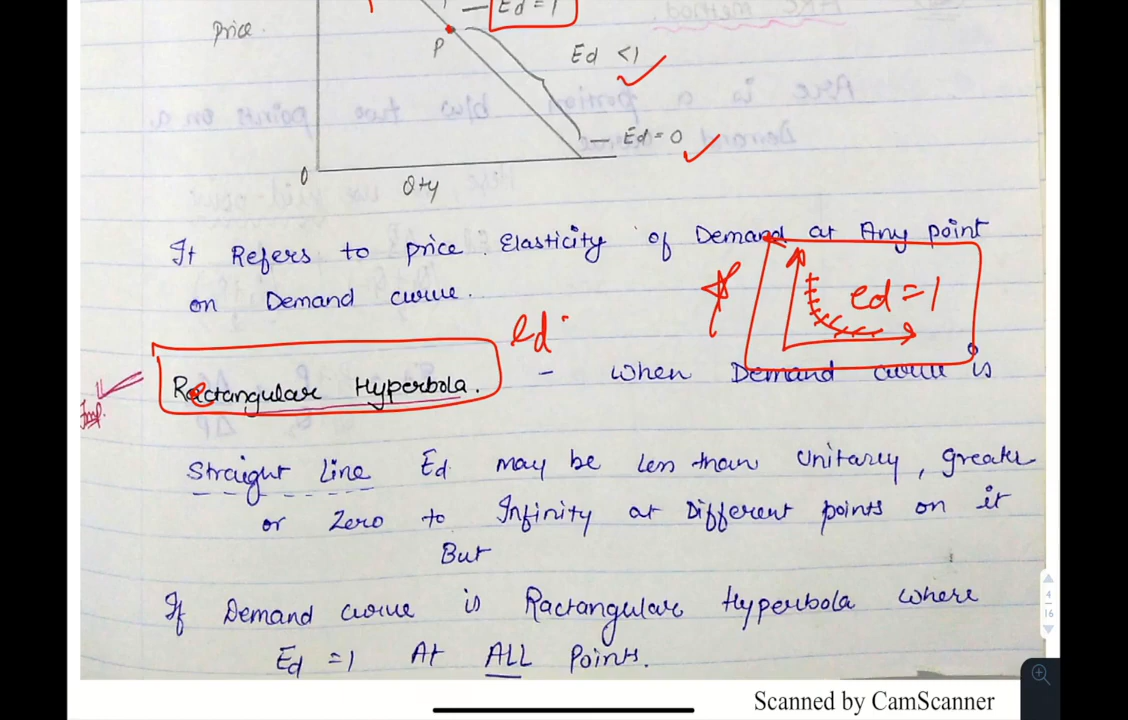 Ed = 1
Price.
P
Ed <1
Ed = 0
0
Qty
It Refers to price Elasticity of Demand at Any point
on Demand curve.
ed = 1
ed
Imp.
Rectangular Hyperbola. - when Demand curve is
Straight Line Ed may be Less than Unitary, greater
or Zero to Infinity at Different points on it
But
If Demand curve is Ractangular Hyperbola where
Ed = 1 At ALL Points.
4
16
Scanned by CamScanner